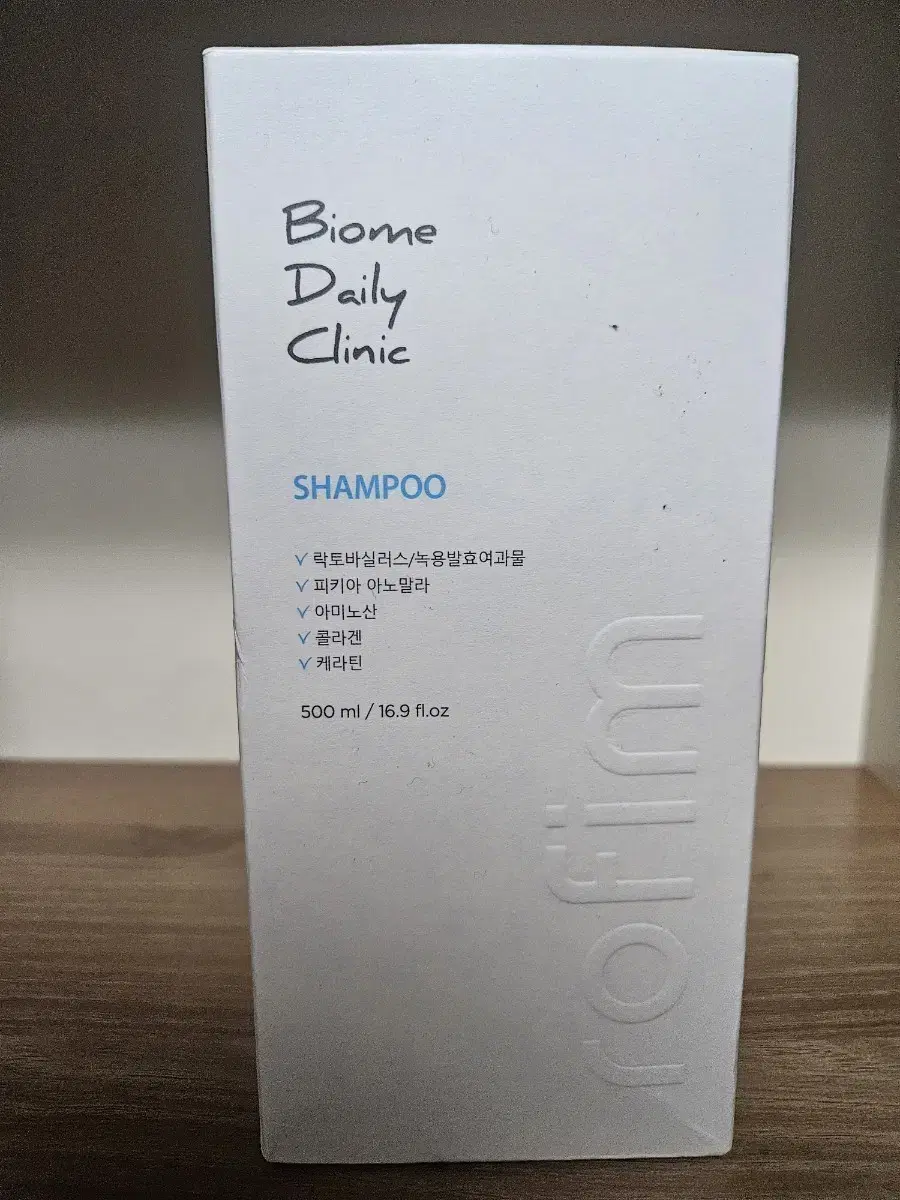 Biome
Daily
Clinic
SHAMPOO
락토바실러스/녹용발효여과물
피키아 아노말라
아미노산
콜라겐
케라틴
500 ml / 16.9 fl.oz
rofim